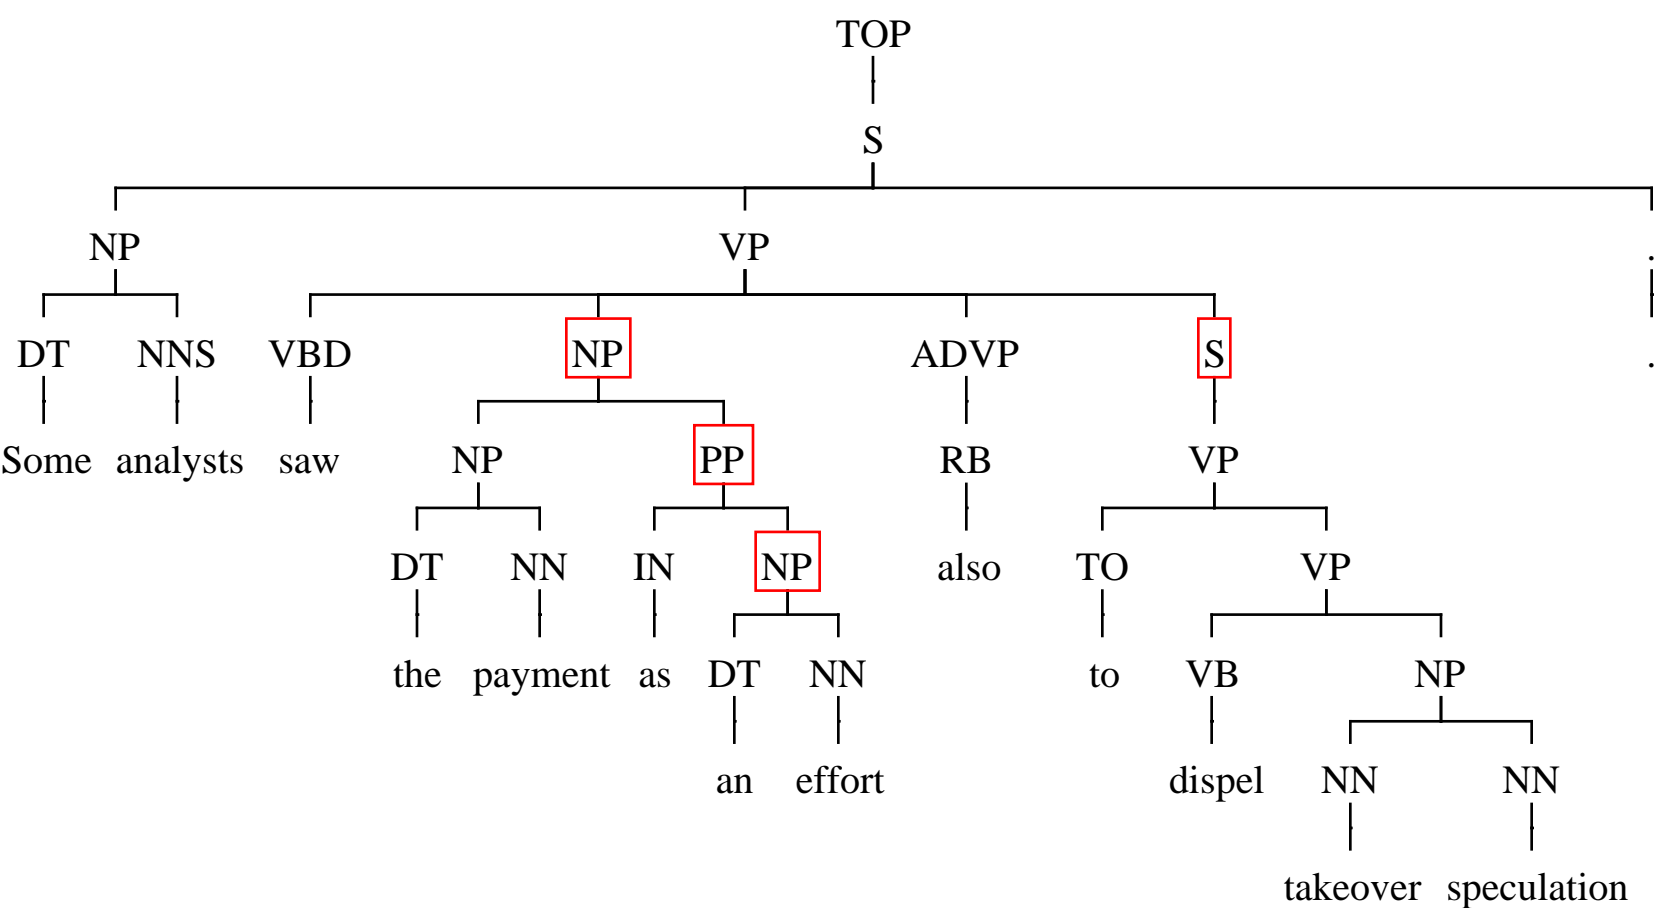 TOP
S
NP VP .
DT NNS VBD NP ADVP S .
Some analysts saw NP PP RB VP
DT NN IN NP also TO VP
the payment as DT NN to VB NP
an effort dispel NN NN
takeover speculation